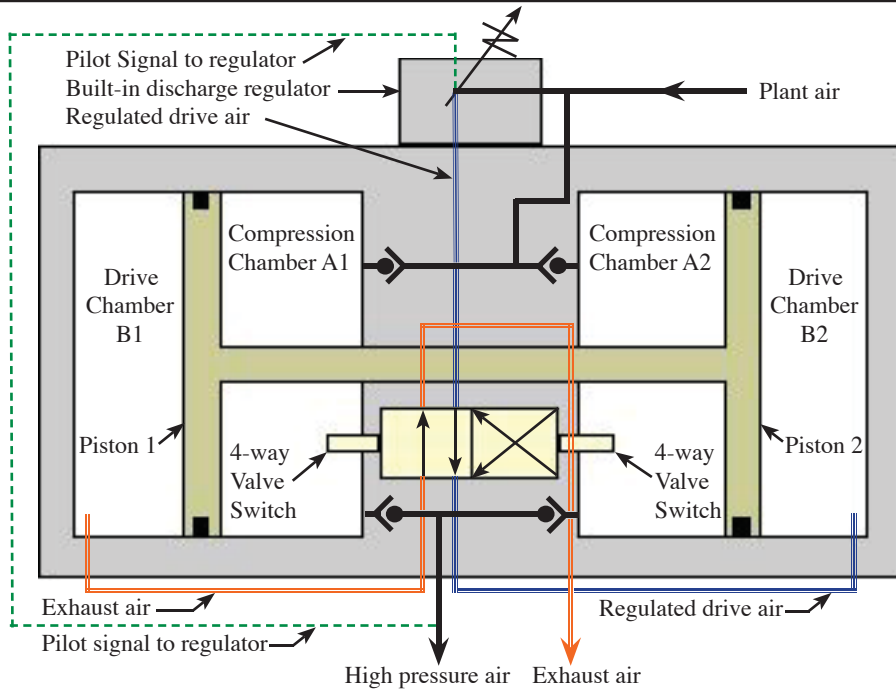 Pilot Signal to regulator
Built-in discharge regulator
Regulated drive air
Plant air
Compression
Chamber A1
Compression
Chamber A2
Drive
Chamber
B1
Drive
Chamber
B2
Piston 1
4-way
Valve
Switch
4-way
Valve
Switch
Piston 2
Exhaust air
Regulated drive air
Pilot signal to regulator
High pressure air
Exhaust air